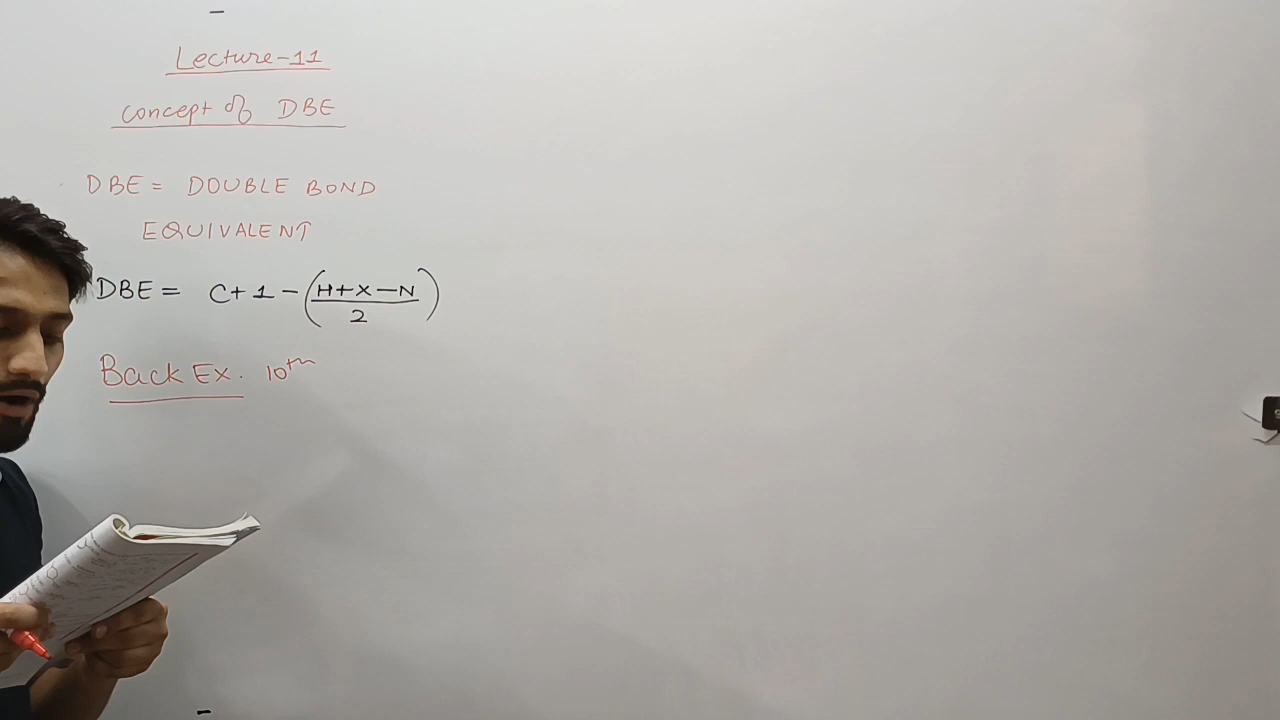 Lecture-11
Concept of DBE
DBE = DOUBLE BOND
EQUIVALENT
DBE = C+1-(H+X-N/2)
Back Ex. 10th